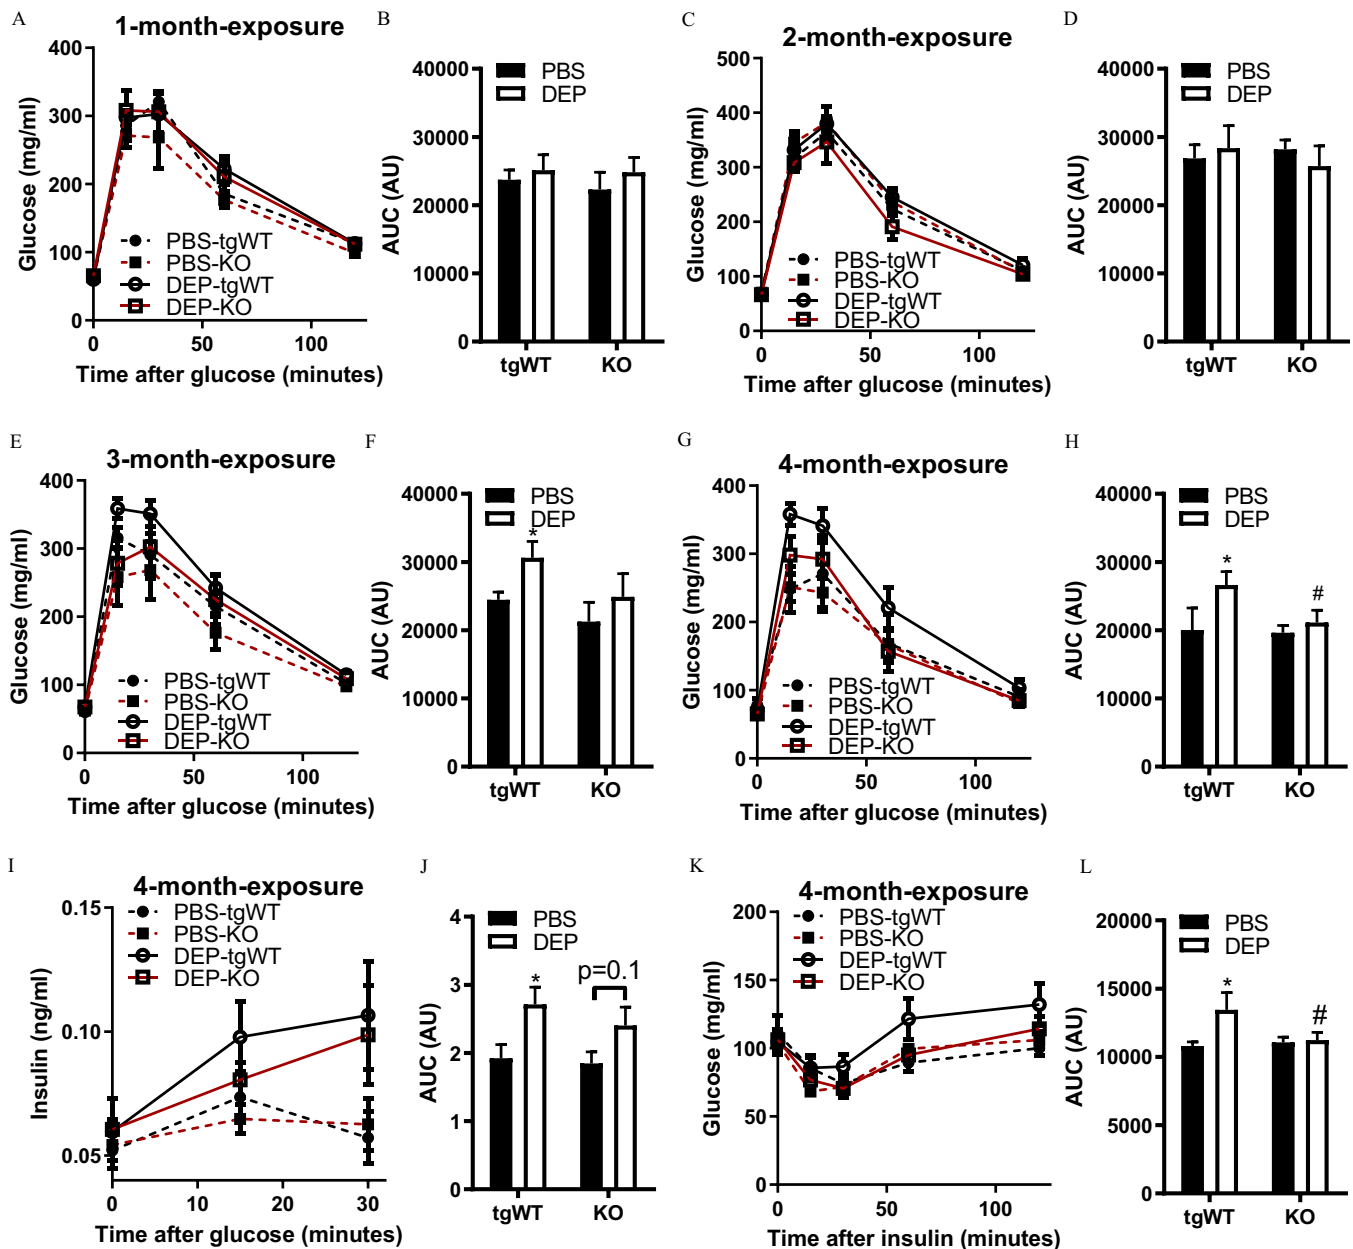 A
1-month-exposure
Glucose (mg/ml)
400
300
200
100
0
PBS-tgWT
PBS-KO
DEP-tgWT
DEP-KO
0 50 100
Time after glucose (minutes)
B
AUC (AU)
40000
30000
20000
10000
0
PBS
DEP
tgWT KO
C
2-month-exposure
Glucose (mg/ml)
500
400
300
200
100
0
PBS-tgWT
PBS-KO
DEP-tgWT
DEP-KO
0 50 100
Time after glucose (minutes)
D
AUC (AU)
40000
30000
20000
10000
0
PBS
DEP
tgWT KO
E
3-month-exposure
Glucose (mg/ml)
400
300
200
100
0
PBS-tgWT
PBS-KO
DEP-tgWT
DEP-KO
0 50 100
Time after glucose (minutes)
F
AUC (AU)
40000
30000
20000
10000
0
PBS
DEP
*
tgWT KO
G
4-month-exposure
Glucose (mg/ml)
400
300
200
100
0
PBS-tgWT
PBS-KO
DEP-tgWT
DEP-KO
0 50 100
Time after glucose (minutes)
H
AUC (AU)
40000
30000
20000
10000
0
PBS
DEP
*
#
tgWT KO
I
4-month-exposure
Insulin (ng/ml)
0.15
0.10
0.05
PBS-tgWT
PBS-KO
DEP-tgWT
DEP-KO
0 10 20 30
Time after glucose (minutes)
J
AUC (AU)
4
3
2
1
0
PBS
DEP
*
p=0.1
tgWT KO
K
4-month-exposure
Glucose (mg/ml)
200
150
100
50
0
PBS-tgWT
PBS-KO
DEP-tgWT
DEP-KO
0 50 100
Time after insulin (minutes)
L
AUC (AU)
20000
15000
10000
5000
0
PBS
DEP
*
#
tgWT KO